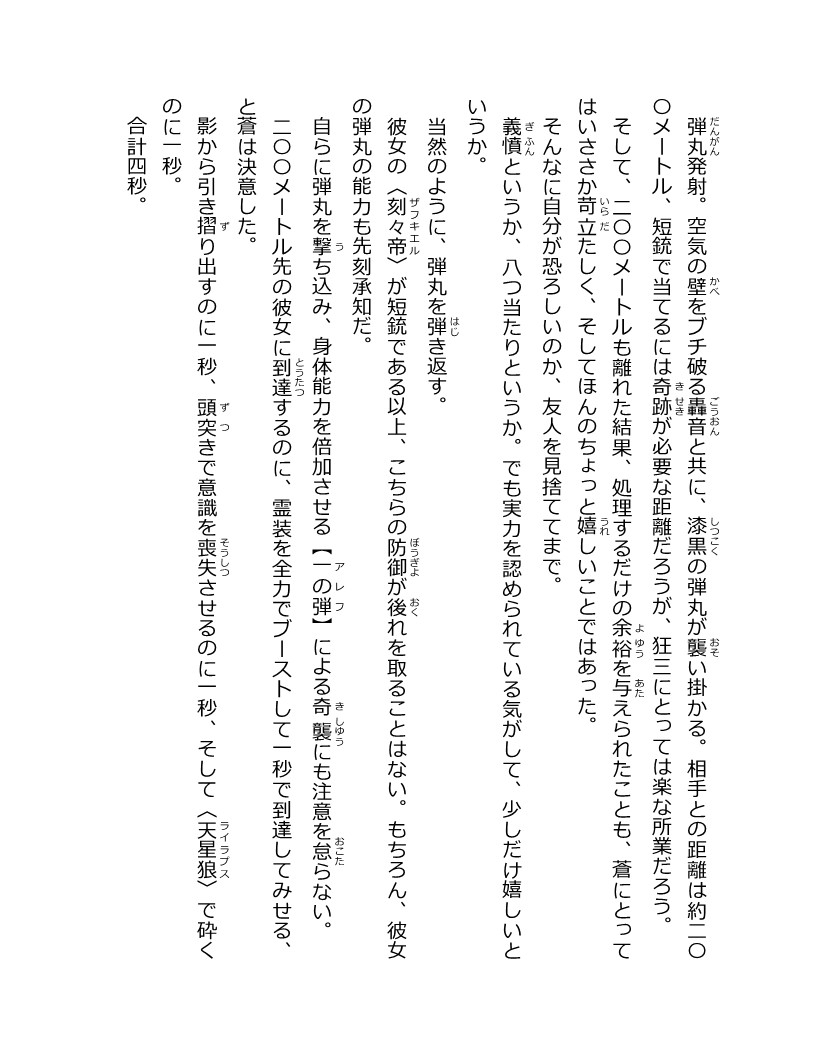 弾丸発射。空気の壁をブチ破る轟音と共に、漆黒の弾丸が襲い掛かる。相手との距離は約二〇
〇メートル、短銃で当てるには奇跡が必要な距離だろうが、狂三にとっては楽な所業だろう。
そして、二〇〇メートルも離れた結果、処理するだけの余裕を与えられたことも、蒼にとって
はいささか苛立たしく、そしてほんのちょっと嬉しいことではあった。
そんなに自分が恐ろしいのか、友人を見捨ててまで。
義憤というか、八つ当たりというか。でも実力を認められている気がして、少しだけ嬉しいと
いうか。
当然のように、弾丸を弾き返す。
彼女の〈刻々帝〉が短銃である以上、こちらの防御が後れを取ることはない。もちろん、彼女
の弾丸の能力も先刻承知だ。
自らに弾丸を撃ち込み、身体能力を倍加させる【一の弾】による奇襲にも注意を怠らない。
二〇〇メートル先の彼女に到達するのに、霊装を全力でブーストして一秒で到達してみせる、
と蒼は決意した。
影から引き摺り出すのに一秒、頭突きで意識を喪失させるのに一秒、そして〈天星狼〉で砕く
のに一秒。
合計四秒。